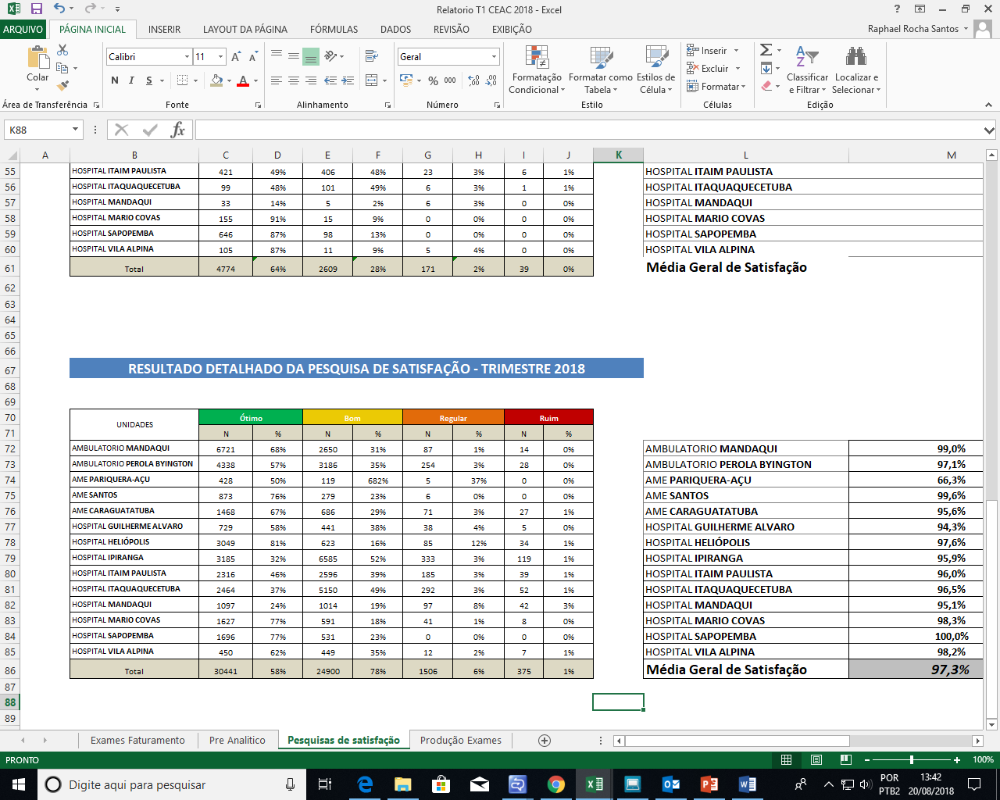 Relatorio T1 CEAC 2018 - Excel
ARQUIVO PÁGINA INICIAL INSERIR LAYOUT DA PÁGINA FÓRMULAS DADOS REVISÃO EXIBIÇÃO Raphael Rocha Santos
Calibri 11 Geral
Colar
N I S
% 000
Formatação Condicional
Formatar como Tabela
Estilos de Célula
Inserir
Excluir
Formatar
Classificar e Filtrar
Localizar e Selecionar
Área de Transferência Fonte Alinhamento Número Estilo Células Edição
K88 fx
A B C D E F G H I J K L M
55 HOSPITAL ITAIM PAULISTA 421 49% 406 48% 23 3% 6 1% HOSPITAL ITAIM PAULISTA
56 HOSPITAL ITAQUAQUECETUBA 99 48% 101 49% 6 3% 1 1% HOSPITAL ITAQUAQUECETUBA
57 HOSPITAL MANDAQUI 33 14% 5 2% 6 3% 0 0% HOSPITAL MANDAQUI
58 HOSPITAL MARIO COVAS 155 91% 15 9% 0 0% 0 0% HOSPITAL MARIO COVAS
59 HOSPITAL SAPOPEMBA 646 87% 98 13% 0 0% 0 0% HOSPITAL SAPOPEMBA
60 HOSPITAL VILA ALPINA 105 87% 11 9% 5 4% 0 0% HOSPITAL VILA ALPINA
61 Total 4774 64% 2609 28% 171 2% 39 0% Média Geral de Satisfação
62
63
64
65
66
67 RESULTADO DETALHADO DA PESQUISA DE SATISFAÇÃO - TRIMESTRE 2018
68
69
70 UNIDADES Ótimo Bom Regular Ruim
71 N % N % N % N %
72 AMBULATORIO MANDAQUI 6721 68% 2650 31% 87 1% 14 0% AMBULATORIO MANDAQUI 99,0%
73 AMBULATORIO PEROLA BYINGTON 4338 57% 3186 35% 254 3% 28 0% AMBULATORIO PEROLA BYINGTON 97,1%
74 AME PARIQUERA-AÇU 428 50% 119 682% 5 37% 0 0% AME PARIQUERA-AÇU 66,3%
75 AME SANTOS 873 76% 279 23% 6 0% 0 0% AME SANTOS 99,6%
76 AME CARAGUATATUBA 1468 67% 686 29% 71 3% 27 1% AME CARAGUATATUBA 95,6%
77 HOSPITAL GUILHERME ALVARO 729 58% 441 38% 38 4% 5 0% HOSPITAL GUILHERME ALVARO 94,3%
78 HOSPITAL HELIÓPOLIS 3049 81% 623 16% 85 12% 34 1% HOSPITAL HELIÓPOLIS 97,6%
79 HOSPITAL IPIRANGA 3185 32% 6585 52% 333 3% 119 1% HOSPITAL IPIRANGA 95,9%
80 HOSPITAL ITAIM PAULISTA 2316 46% 2596 39% 185 3% 39 1% HOSPITAL ITAIM PAULISTA 96,0%
81 HOSPITAL ITAQUAQUECETUBA 2464 37% 5150 49% 292 3% 52 1% HOSPITAL ITAQUAQUECETUBA 96,5%
82 HOSPITAL MANDAQUI 1097 24% 1014 19% 97 8% 42 3% HOSPITAL MANDAQUI 95,1%
83 HOSPITAL MARIO COVAS 1627 77% 591 18% 41 1% 8 0% HOSPITAL MARIO COVAS 98,3%
84 HOSPITAL SAPOPEMBA 1696 77% 531 23% 0 0% 0 0% HOSPITAL SAPOPEMBA 100,0%
85 HOSPITAL VILA ALPINA 450 62% 449 35% 12 2% 7 1% HOSPITAL VILA ALPINA 98,2%
86 Total 30441 58% 24900 78% 1506 6% 375 1% Média Geral de Satisfação 97,3%
87
88
89
Exames Faturamento Pre Analitico Pesquisas de satisfação Produção Exames
PRONTO 100%
Digite aqui para pesquisar
POR 13:42
PTB2 20/08/2018